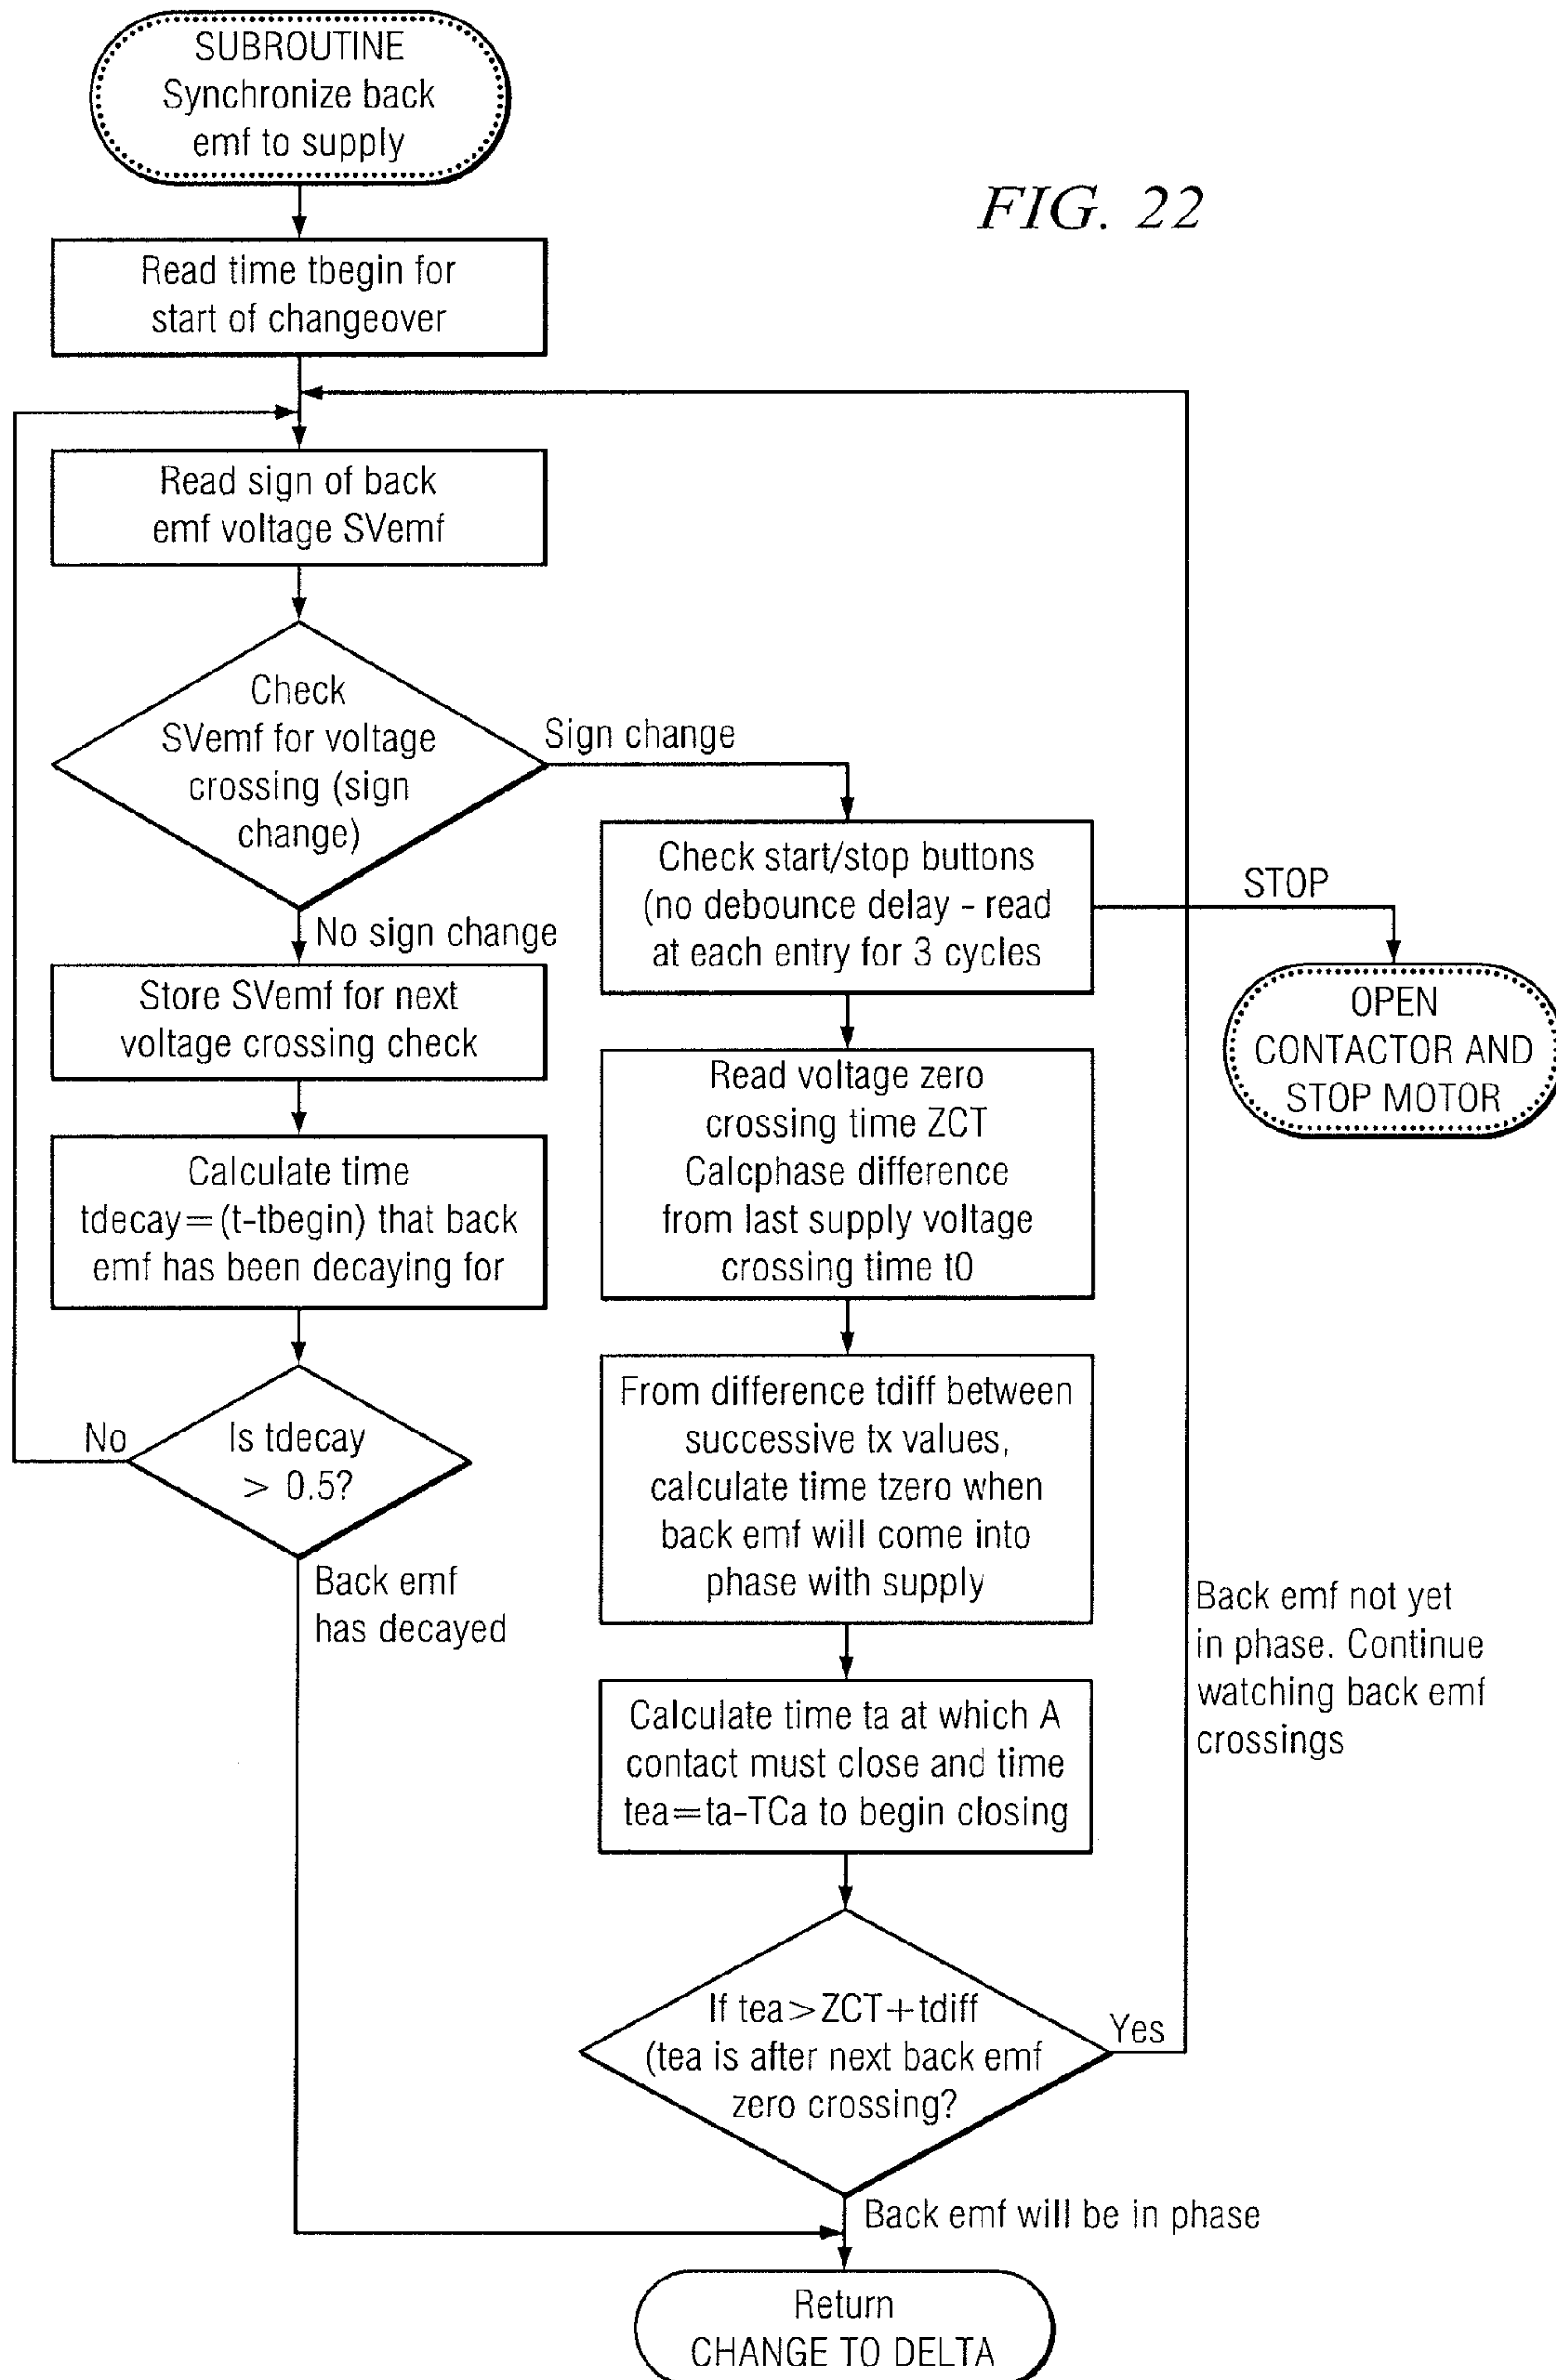 SUBROUTINE
Synchronize back
emf to supply
FIG. 22
Read time tbegin for
start of changeover
Read sign of back
emf voltage SVemf
Check
SVemf for voltage
crossing (sign
change)
Sign change
No sign change
Store SVemf for next
voltage crossing check
Calculate time
tdecay=(t-tbegin) that back
emf has been decaying for
Is tdecay
> 0.5?
No
Back emf
has decayed
Check start/stop buttons
(no debounce delay - read
at each entry for 3 cycles
STOP
OPEN
CONTACTOR AND
STOP MOTOR
Read voltage zero
crossing time ZCT
Calcphase difference
from last supply voltage
crossing time t0
From difference tdiff between
successive tx values,
calculate time tzero when
back emf will come into
phase with supply
Calculate time ta at which A
contact must close and time
tea=ta-TCa to begin closing
If tea>ZCT+tdiff
(tea is after next back emf
zero crossing?
Yes
Back emf not yet
in phase. Continue
watching back emf
crossings
Back emf will be in phase
Return
CHANGE TO DELTA